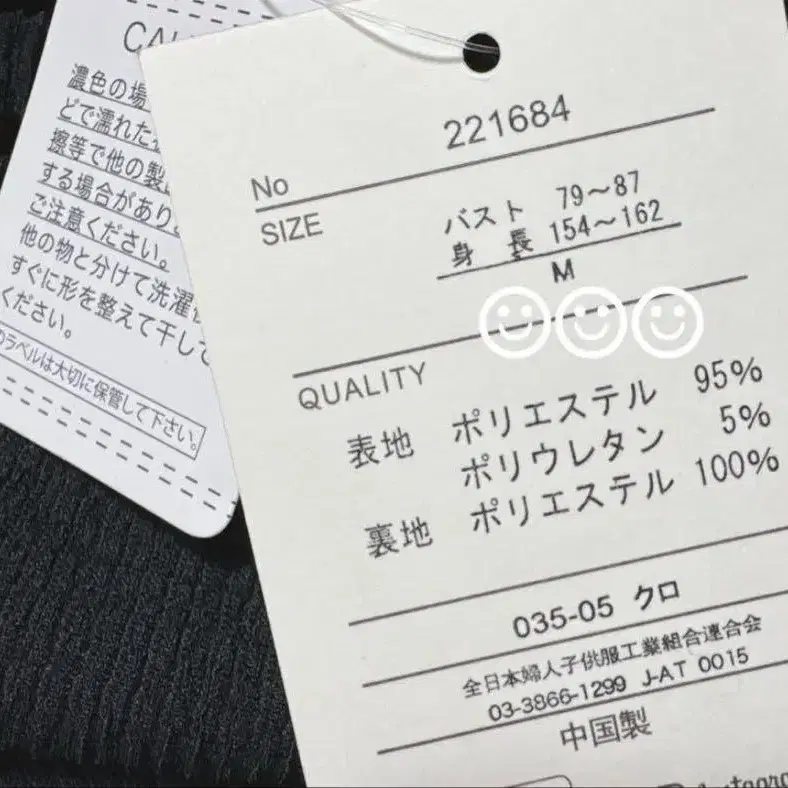 濃色の場
どで濡れた
擦等で他の製
する場合があり
ご注意ください。
他の物と分けて洗濯
すぐに形を整えて干して
ください。
ラベルは大切に保管して下さい。
No 221684
SIZE
バスト 79～87
身 長 154～162
M
QUALITY
表地 ポリエステル 95%
ポリウレタン 5%
裏地 ポリエステル 100%
035-05 クロ
全日本婦人子供服工業組合連合会
03-3866-1299 J-AT 0015
中国製